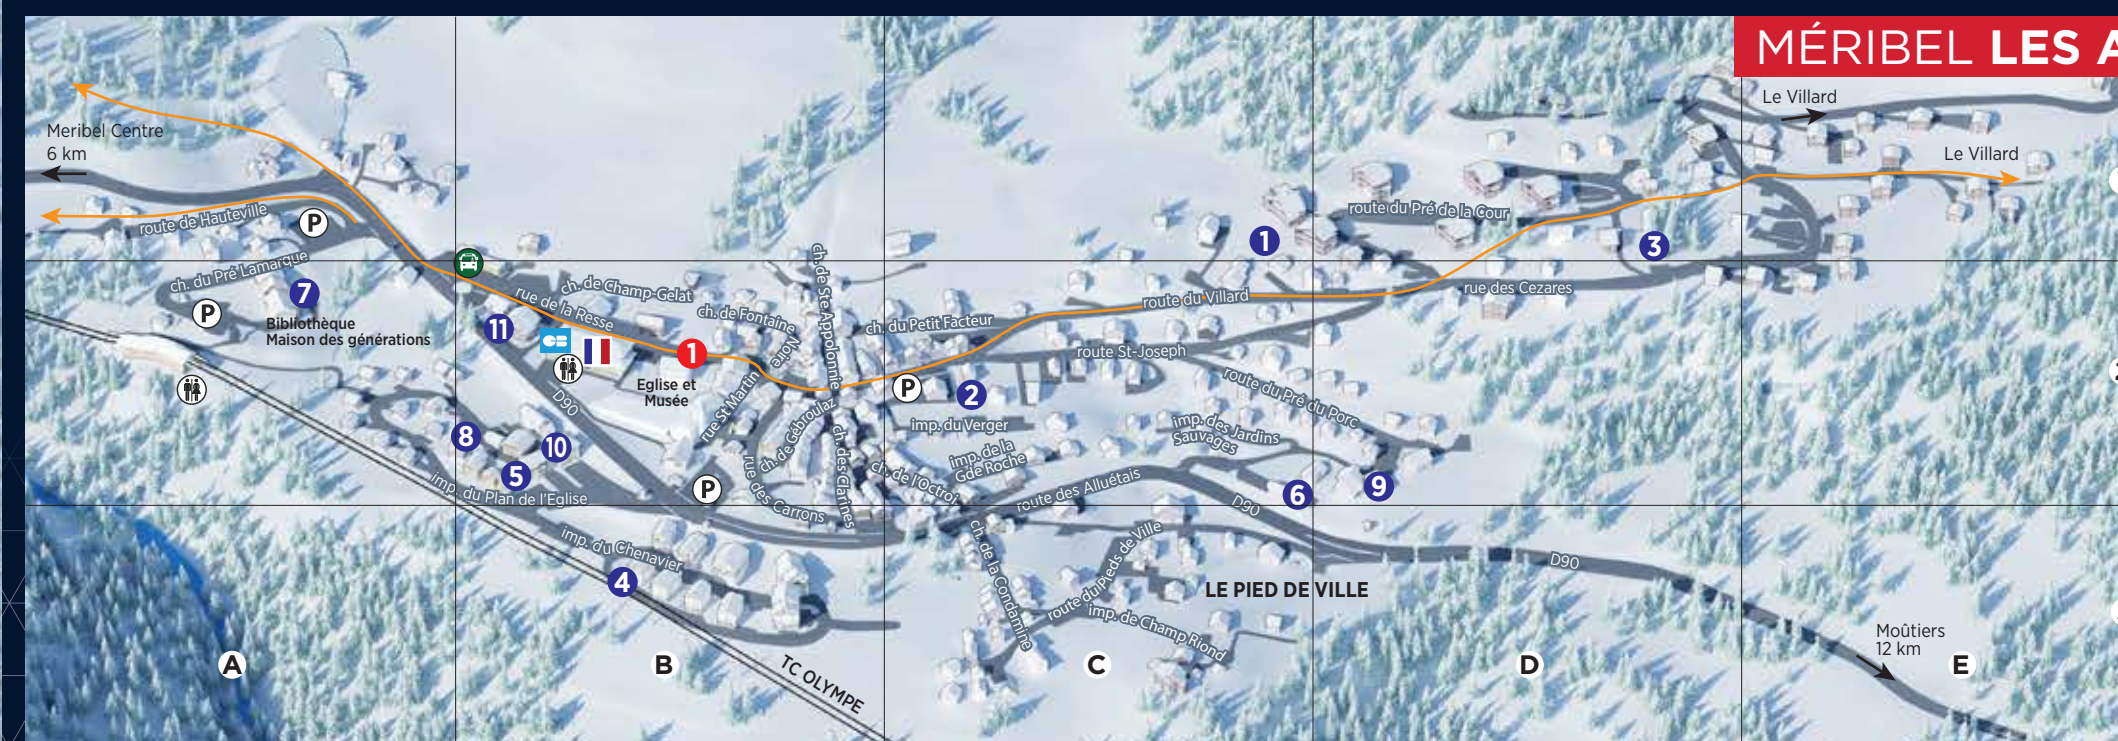 MÉRIBEL LES A
Le Villard
Meribel Centre
6 km
Le Villard
route de Hauteville
P
route du Pré de la Cour
1
3
ch. du Pré Lamarque
7
P
Bibliothèque
Maison des générations
ch. de Champ-Gelat
rue de la Resse
11
ch. de Fontaine
Noire
ch. de Ste Appolonnie
1
Eglise et
Musée
rue St Martin
D90
ch. de Gébroulaz
ch. des Clarines
rue des Carrons
P
8
10
5
imp. du Plan de l'Eglise
ch. du Petit Facteur
route du Villard
rue des Cezares
route St-Joseph
P
2
imp. du Verger
route du Pré du Porc
imp. des Jardins
Sauvages
imp. de la
Gde Roche
ch. de l'Octroi
route des Alluétais
D90
6
9
imp. du Chenavier
4
ch. de la Condamine
route du Pieds de Ville
LE PIED DE VILLE
imp. de Champ Riond
D90
Moûtiers
12 km
TC OLYMPE
A
B
C
D
E